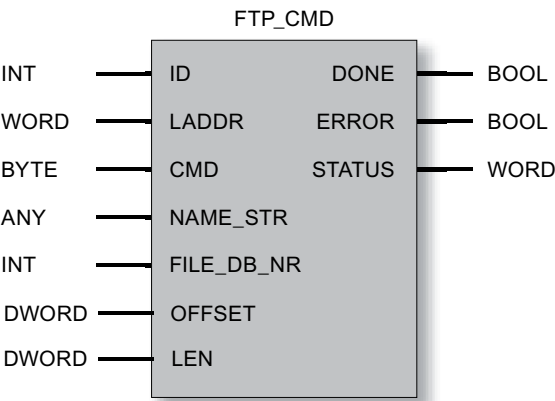 FTP_CMD
INT ID DONE BOOL
WORD LADDR ERROR BOOL
BYTE CMD STATUS WORD
ANY NAME_STR
INT FILE_DB_NR
DWORD OFFSET
DWORD LEN